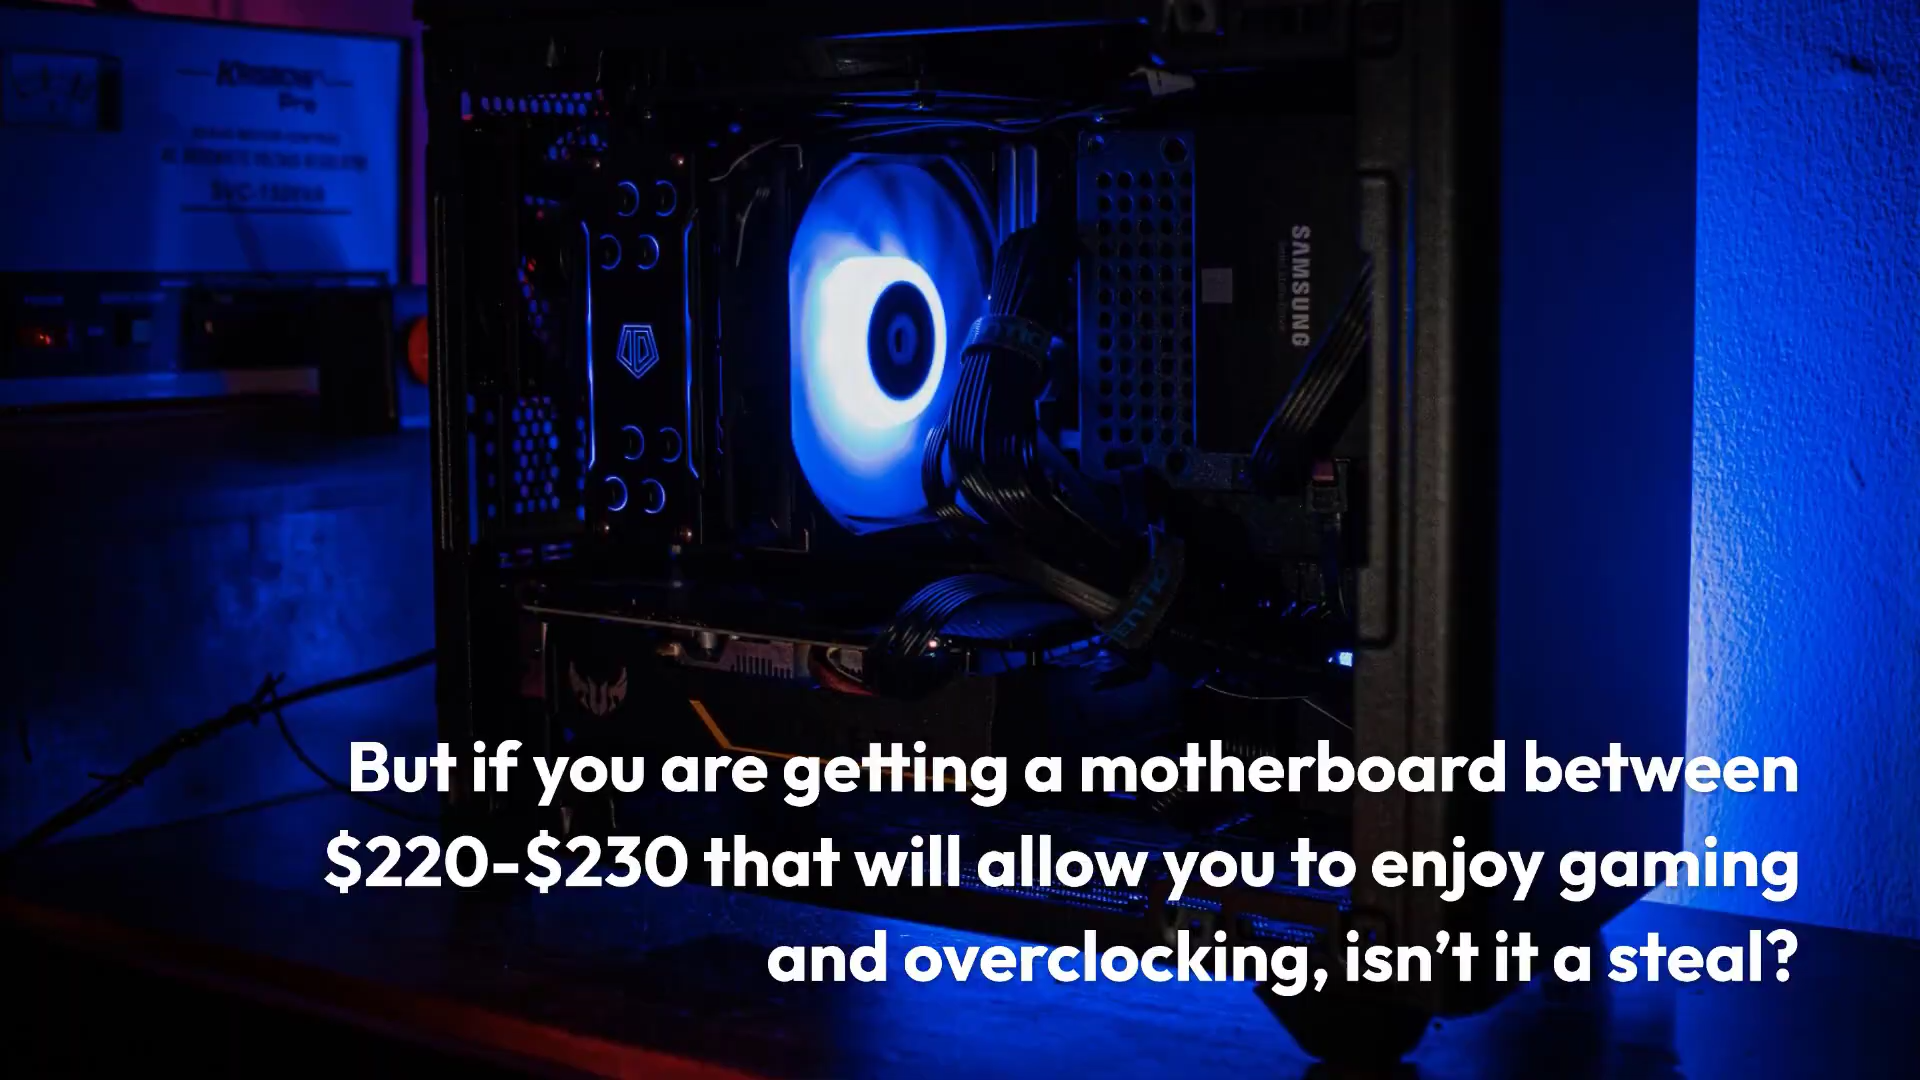 SAMSUNG
But if you are getting a motherboard between
$220-$230 that will allow you to enjoy gaming
and overclocking, isn’t it a steal?